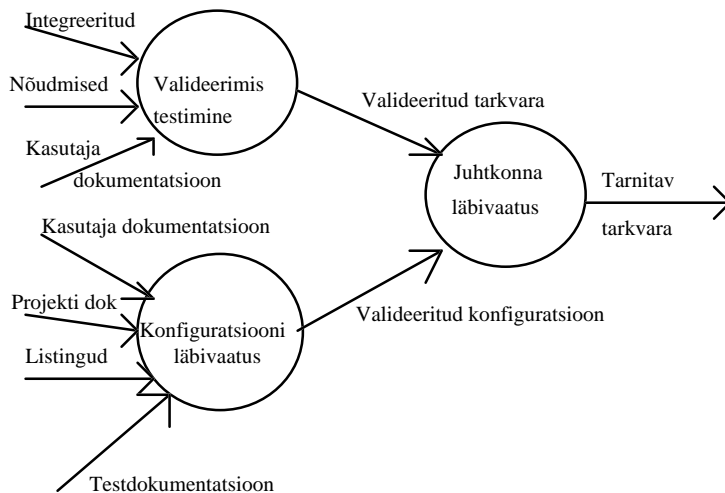 Integreeritud
Nõudmised
Valideerimis
testimine
Kasutaja
dokumentatsioon
Valideeritud tarkvara
Juhtkonna
läbivaatus
Tarnitav
tarkvara
Kasutaja dokumentatsioon
Projekti dok
Konfiguratsiooni
läbivaatus
Listingud
Valideeritud konfiguratsioon
Testdokumentatsioon